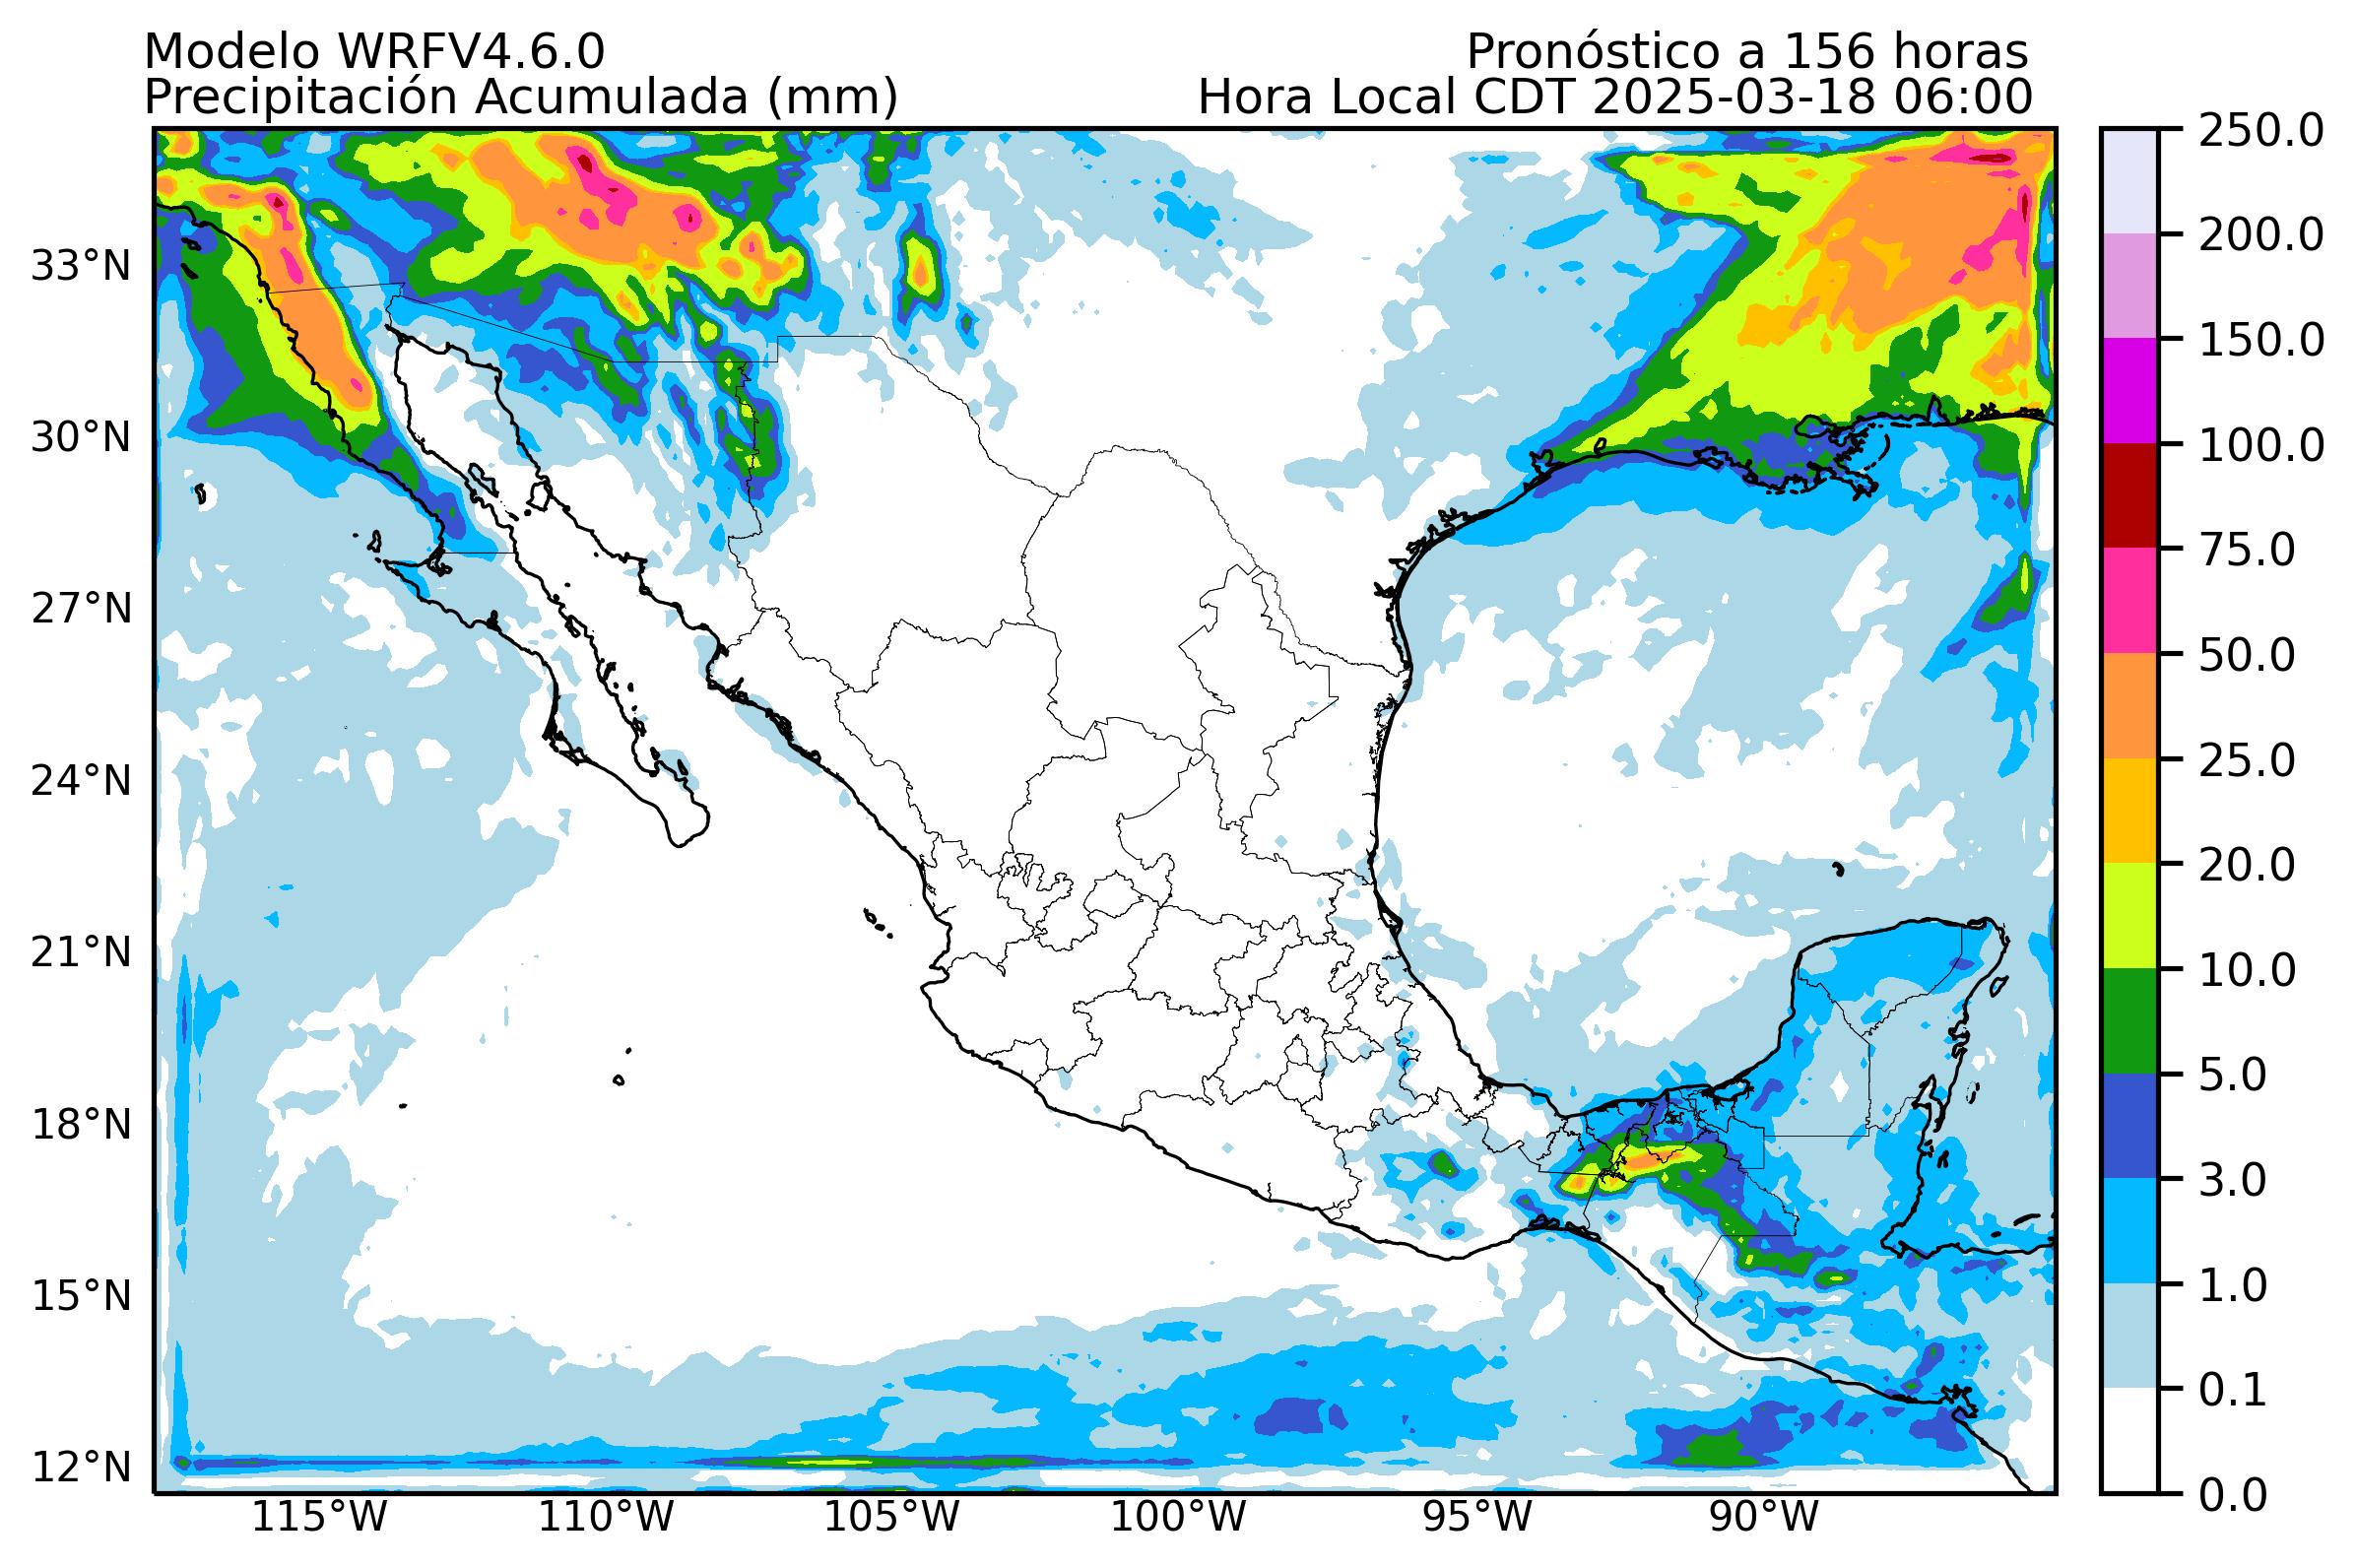 Modelo WRFV4.6.0
Pronóstico a 156 horas
Precipitación Acumulada (mm)
Hora Local CDT 2025-03-18 06:00
33°N
30°N
27°N
24°N
21°N
18°N
15°N
12°N
115°W
110°W
105°W
100°W
95°W
90°W
250.0
200.0
150.0
100.0
75.0
50.0
25.0
20.0
10.0
5.0
3.0
1.0
0.1
0.0